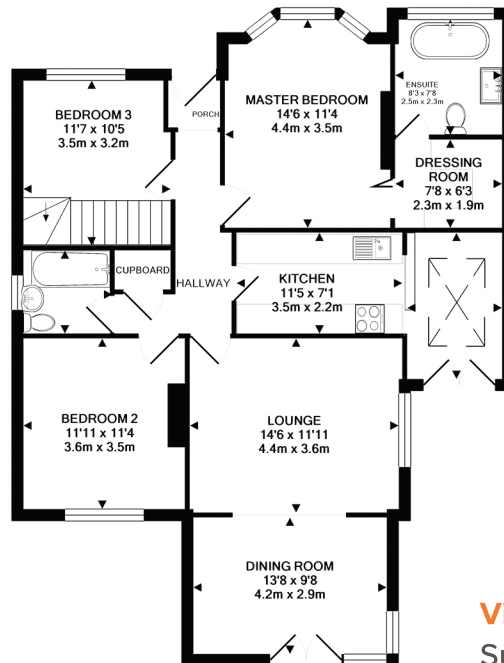 ENSUITE
8'3 x 7'8
2.5m x 2.3m
MASTER BEDROOM
14'6 x 11'4
4.4m x 3.5m
PORCH
BEDROOM 3
11'7 x 10'5
3.5m x 3.2m
DRESSING
ROOM
7'8 x 6'3
2.3m x 1.9m
CUPBOARD
HALLWAY
KITCHEN
11'5 x 7'1
3.5m x 2.2m
BEDROOM 2
11'11 x 11'4
3.6m x 3.5m
LOUNGE
14'6 x 11'11
4.4m x 3.6m
DINING ROOM
13'8 x 9'8
4.2m x 2.9m